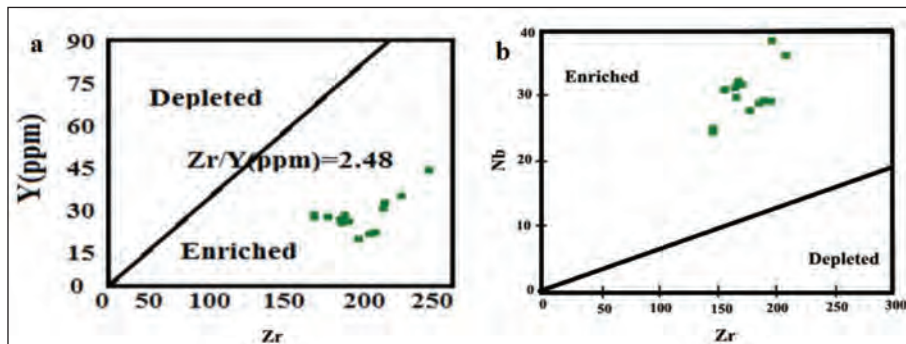 a
90
75
60
45
30
15
0
Y(ppm)
Depleted
Zr/Y(ppm)=2.48
Enriched
0 50 100 150 200 250
Zr
b
40
30
20
10
0
Nb
Enriched
Depleted
0 50 100 150 200 300
Zr